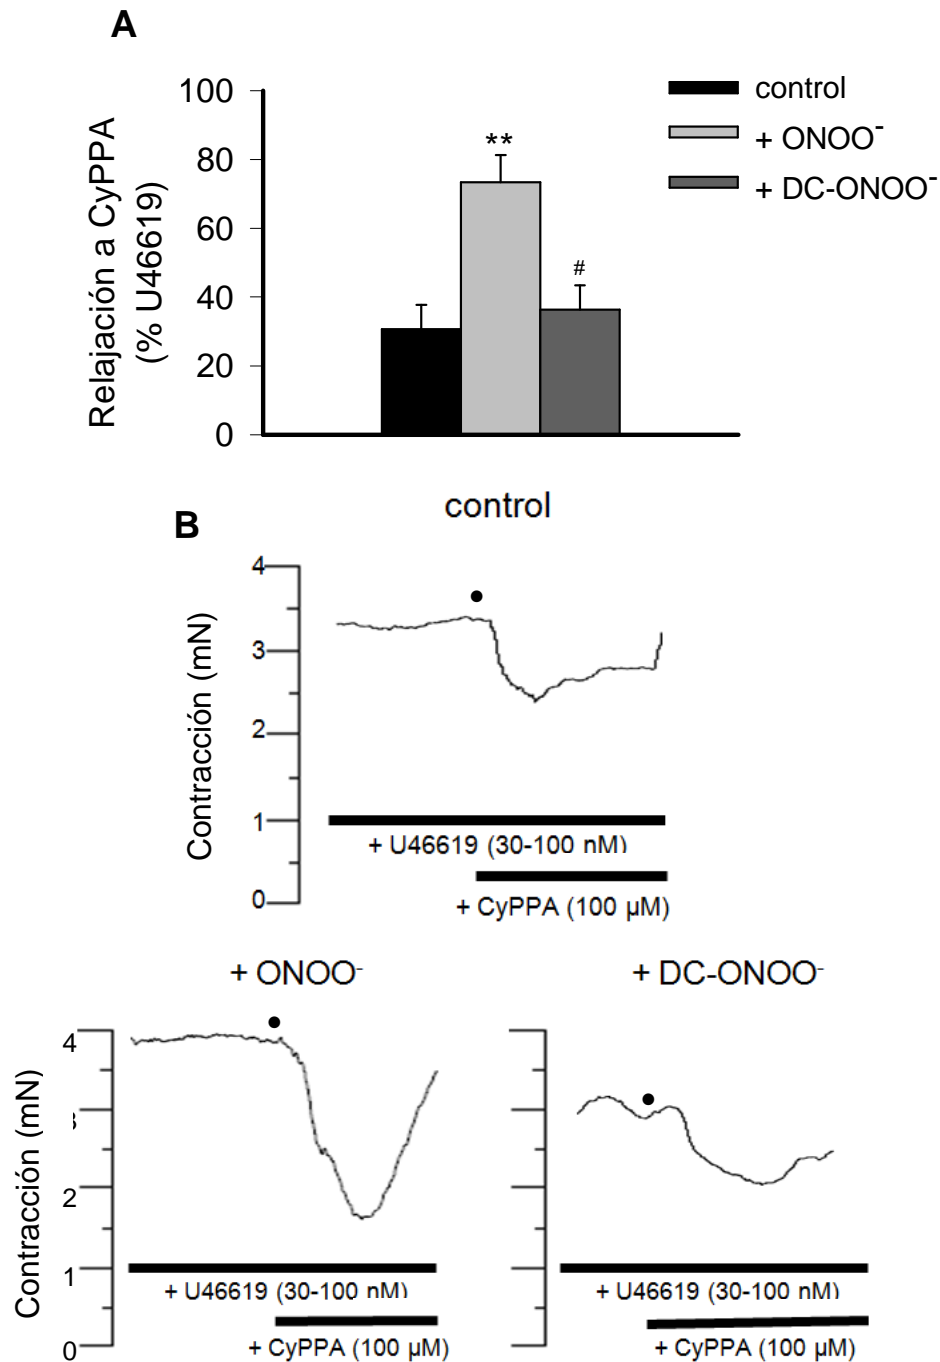 A
Relajación a CyPPA
(% U46619)
100
80
60
40
20
0
**
#
control
+ ONOO⁻
+ DC-ONOO⁻
B
control
Contracción (mN)
4
3
2
1
0
+ U46619 (30-100 nM)
+ CyPPA (100 µM)
+ ONOO⁻
+ DC-ONOO⁻
Contracción (mN)
4
2
1
0
+ U46619 (30-100 nM)
+ CyPPA (100 µM)
+ U46619 (30-100 nM)
+ CyPPA (100 µM)